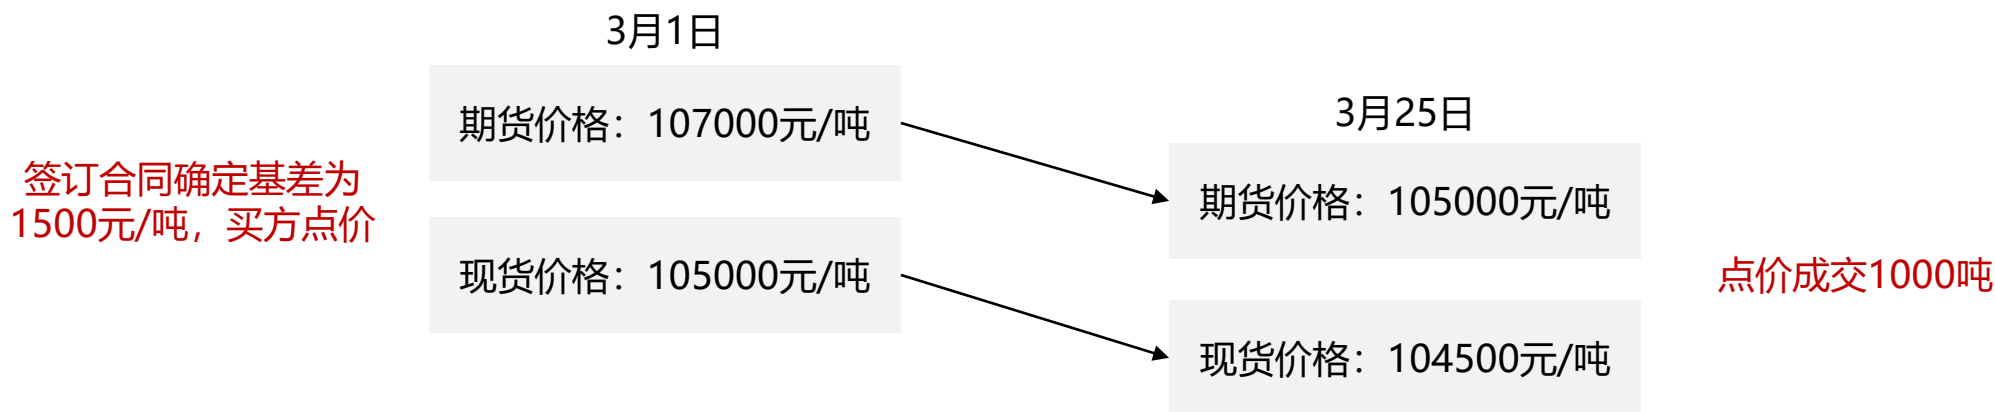 3月1日
期货价格：107000元/吨
3月25日
签订合同确定基差为
1500元/吨，买方点价
期货价格：105000元/吨
现货价格：105000元/吨
点价成交1000吨
现货价格：104500元/吨